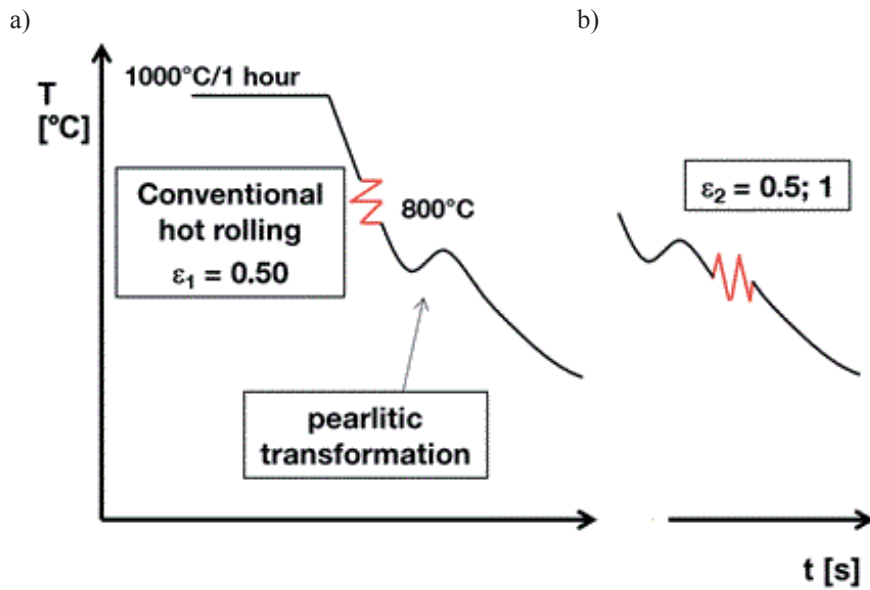 a)
b)
1000°C/1 hour
T
[°C]
Conventional
hot rolling
ε1 = 0.50
800°C
ε2 = 0.5; 1
pearlitic
transformation
t [s]